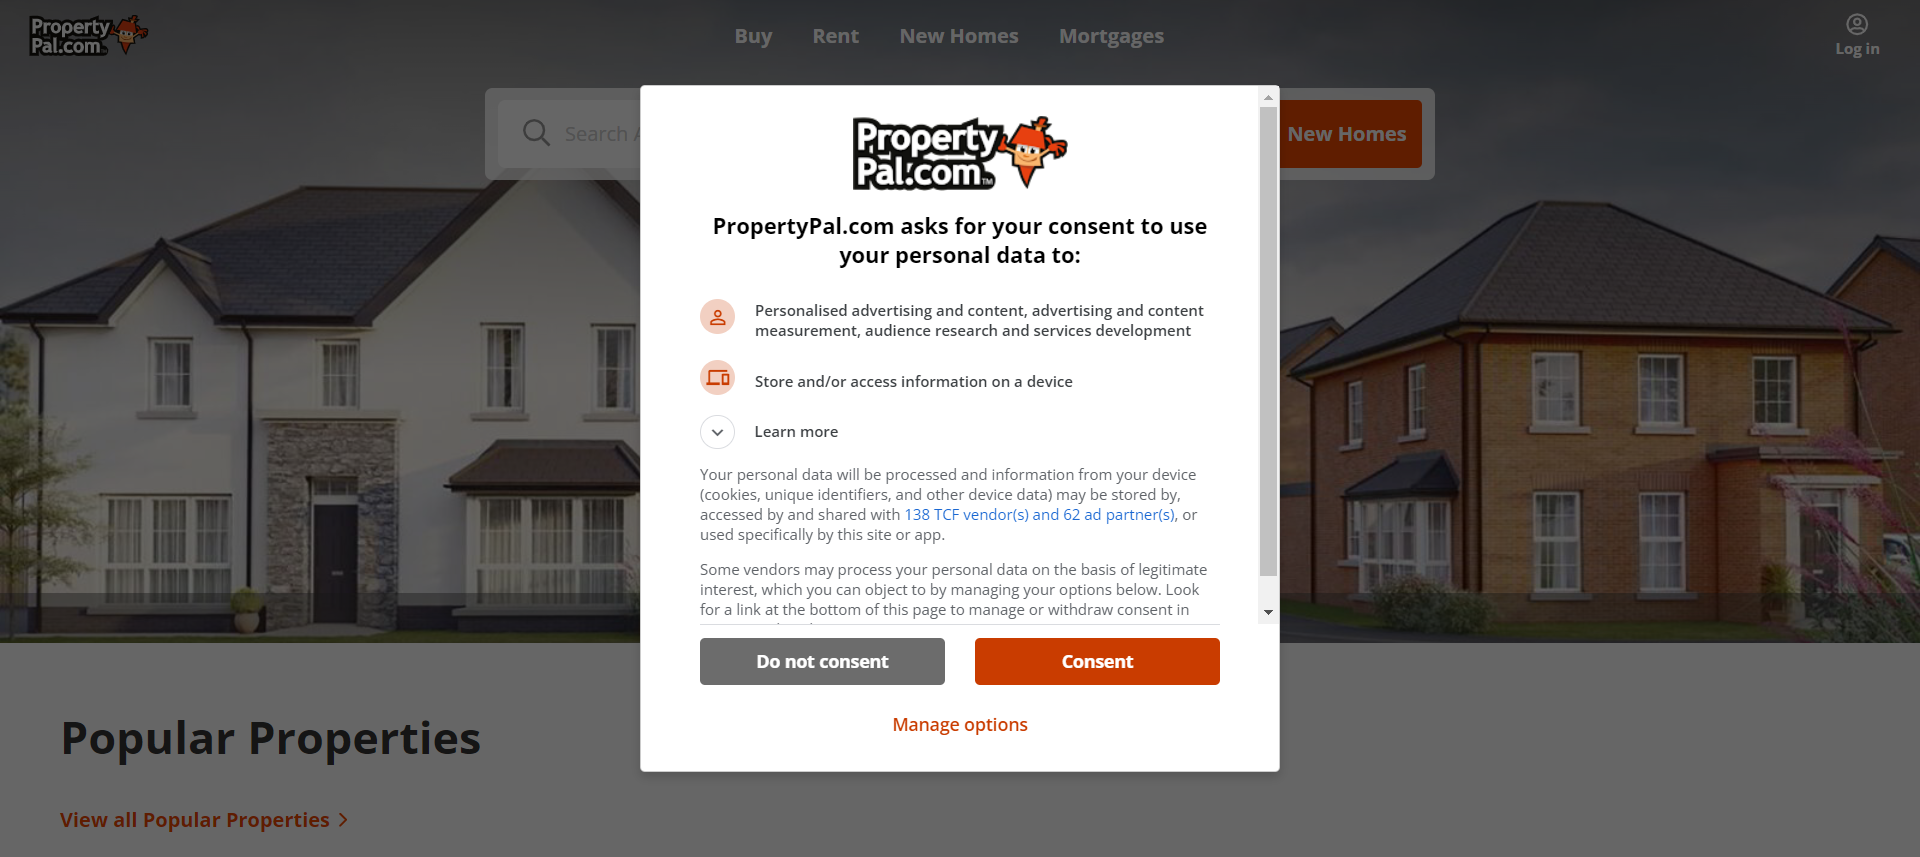 Property
Pal.com
Buy
Rent
New Homes
Mortgages
Log in
Search
New Homes
Property
Pal.com™
PropertyPal.com asks for your consent to use
your personal data to:
Personalised advertising and content, advertising and content
measurement, audience research and services development
Store and/or access information on a device
Learn more
Your personal data will be processed and information from your device
(cookies, unique identifiers, and other device data) may be stored by,
accessed by and shared with 138 TCF vendor(s) and 62 ad partner(s), or
used specifically by this site or app.
Some vendors may process your personal data on the basis of legitimate
interest, which you can object to by managing your options below. Look
for a link at the bottom of this page to manage or withdraw consent in
Do not consent
Consent
Manage options
Popular Properties
View all Popular Properties